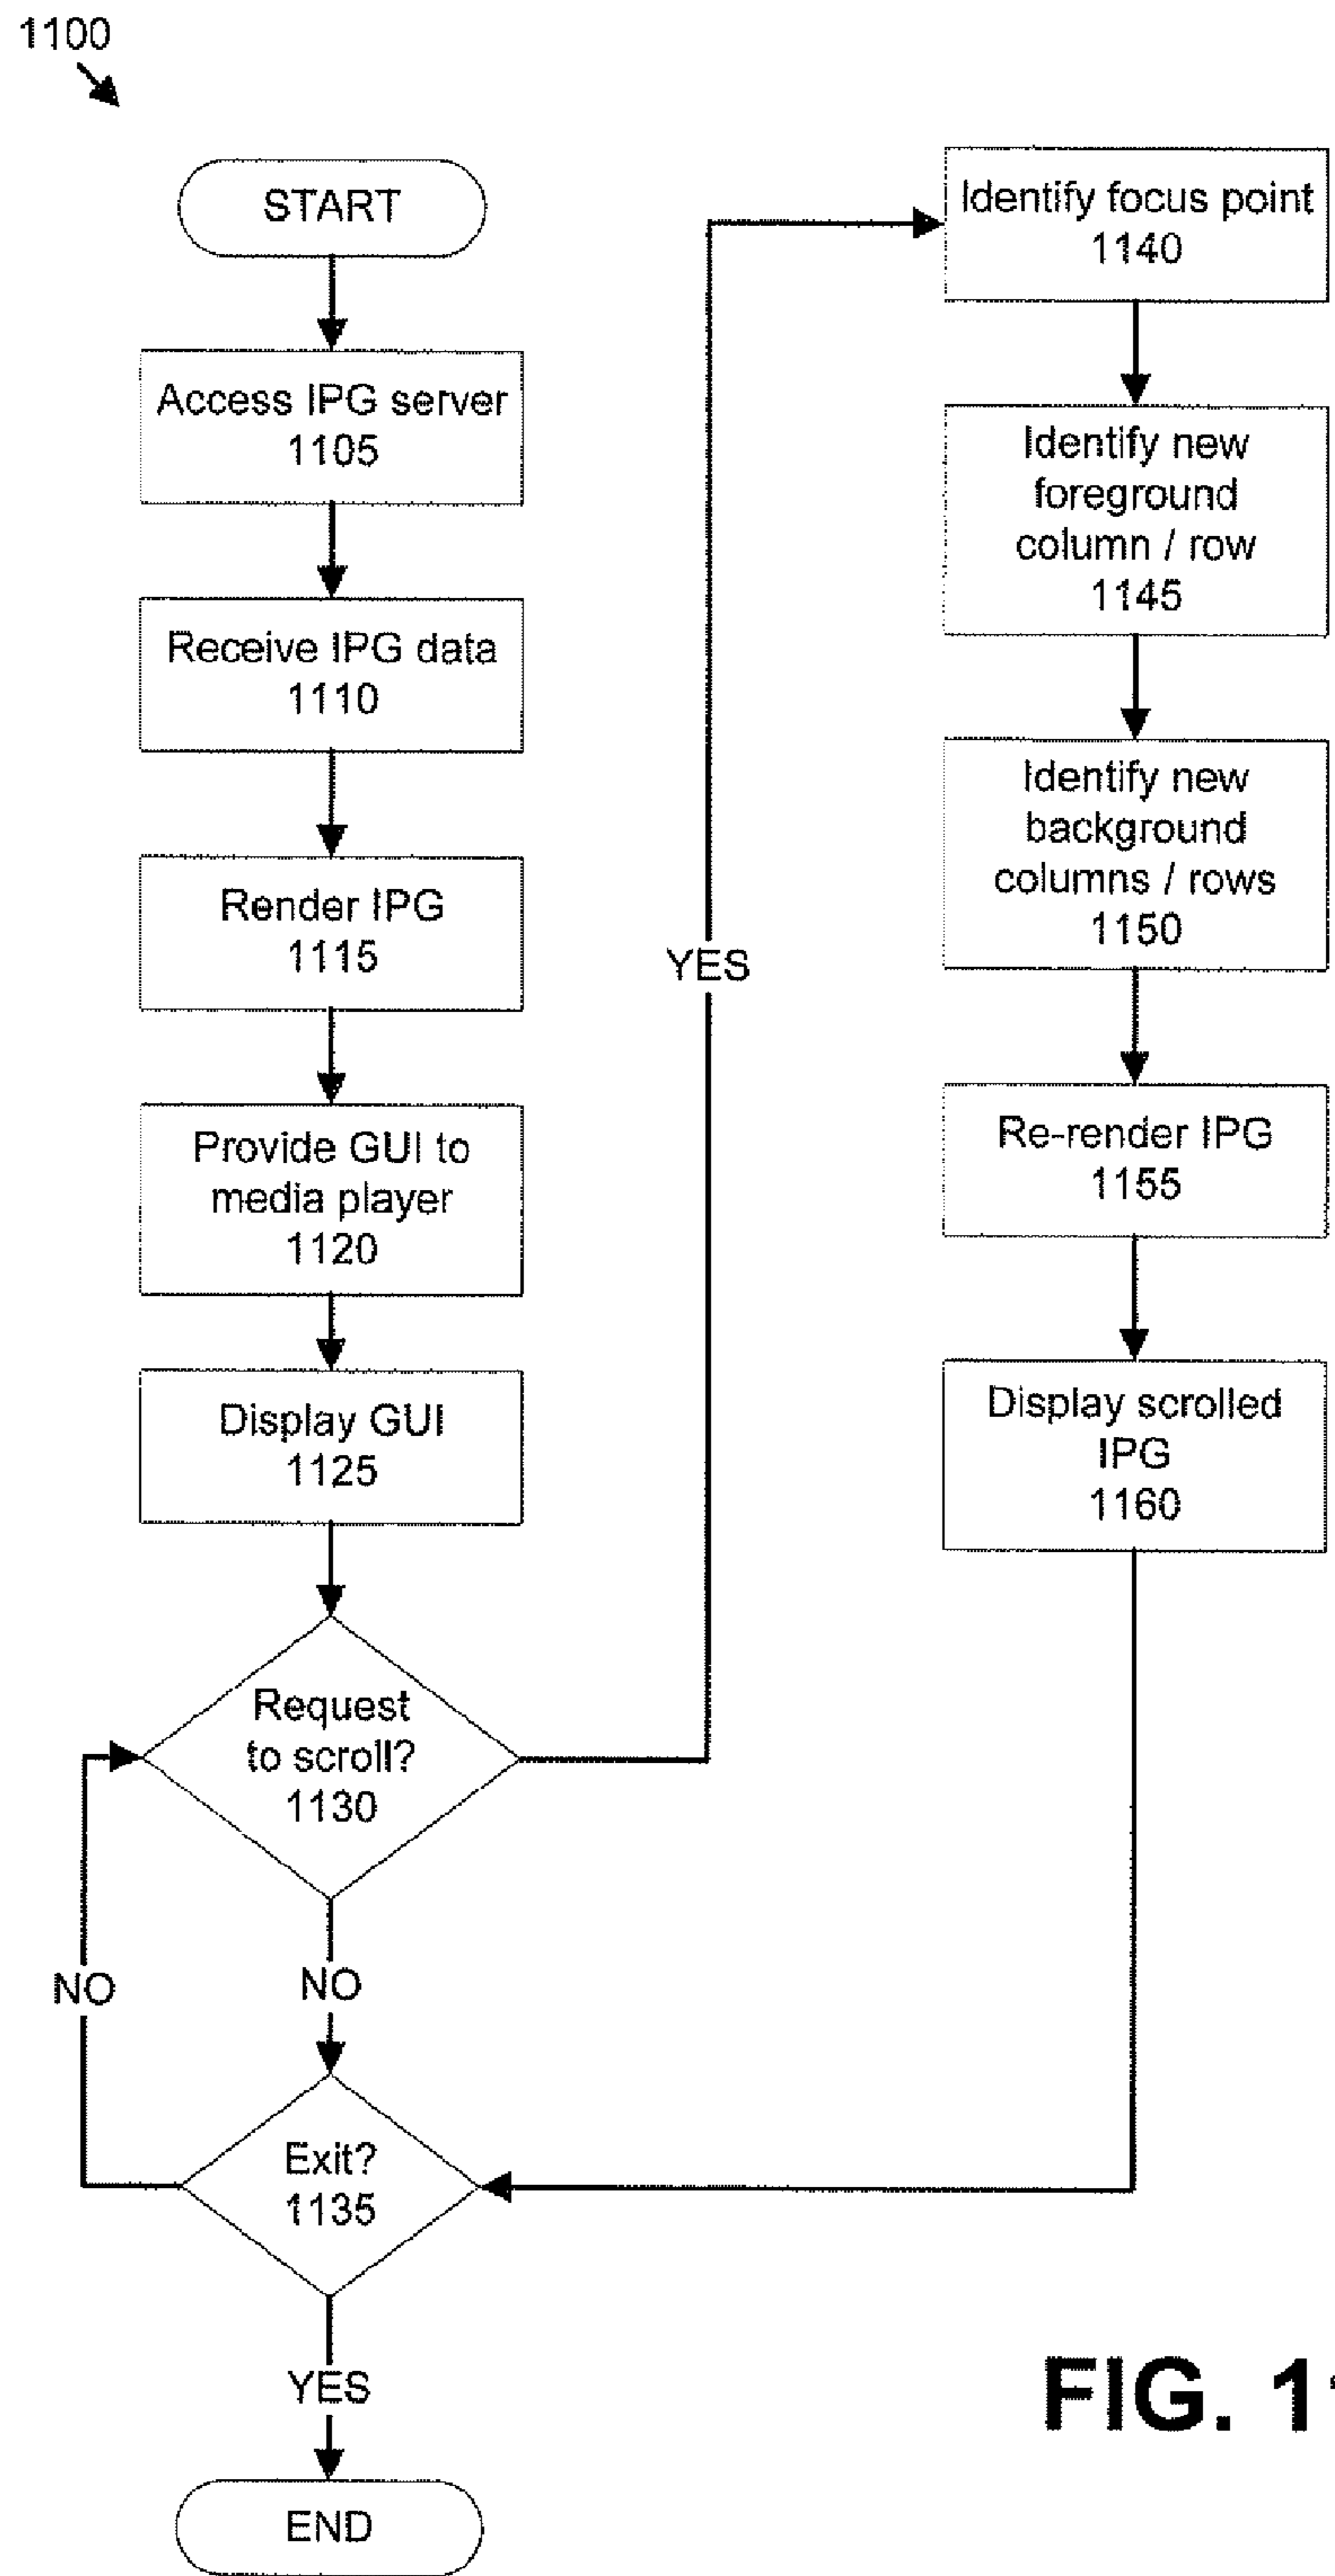 1100
START
Access IPG server
1105
Receive IPG data
1110
Render IPG
1115
Provide GUI to
media player
1120
Display GUI
1125
Request
to scroll?
1130
NO
NO
Exit?
1135
YES
END
YES
Identify focus point
1140
Identify new
foreground
column / row
1145
Identify new
background
columns / rows
1150
Re-render IPG
1155
Display scrolled
IPG
1160
FIG. 1